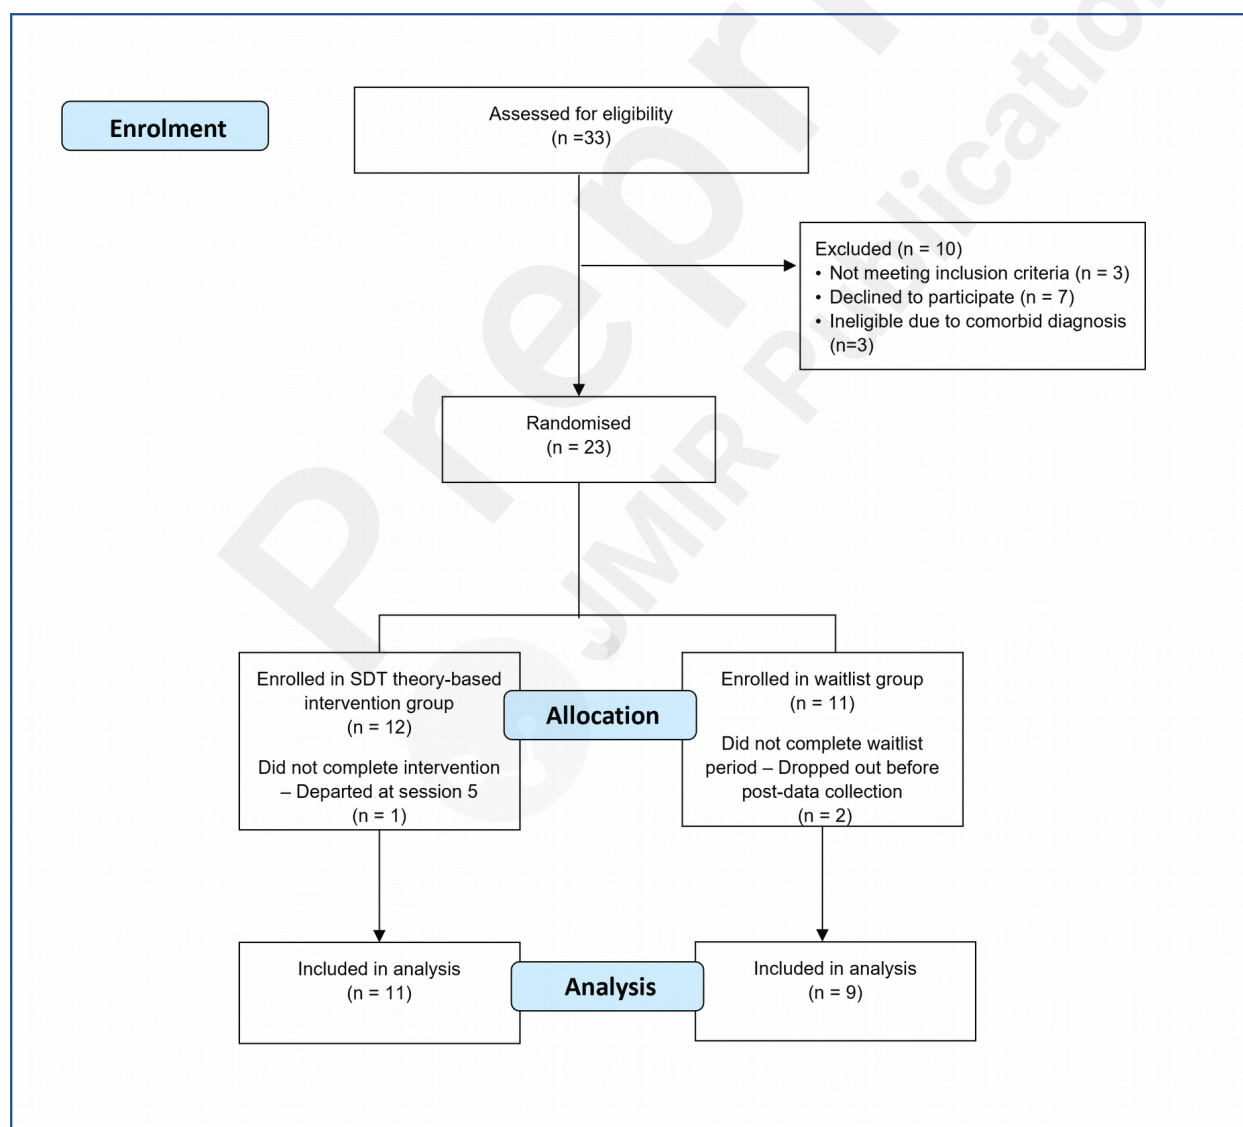 Enrolment
Assessed for eligibility
(n =33)
Excluded (n = 10)
• Not meeting inclusion criteria (n = 3)
• Declined to participate (n = 7)
• Ineligible due to comorbid diagnosis
(n=3)
Randomised
(n = 23)
Enrolled in SDT theory-based
intervention group
(n = 12)
Did not complete intervention
– Departed at session 5
(n = 1)
Allocation
Enrolled in waitlist group
(n = 11)
Did not complete waitlist
period – Dropped out before
post-data collection
(n = 2)
Included in analysis
(n = 11)
Analysis
Included in analysis
(n = 9)
Prepri
JMIR Publication